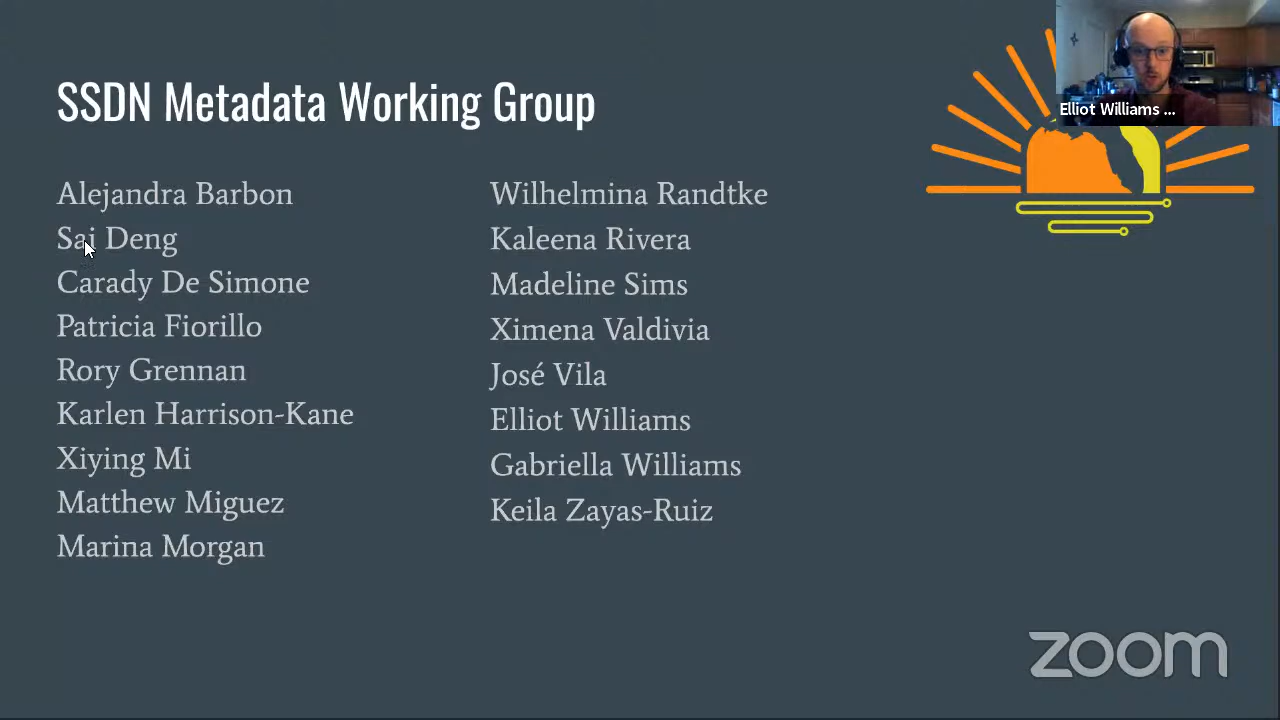 SSDN Metadata Working Group
Alejandra Barbon
Sai Deng
Carady De Simone
Patricia Fiorillo
Rory Grennan
Karlen Harrison-Kane
Xiying Mi
Matthew Miguez
Marina Morgan
Wilhelmina Randtke
Kaleena Rivera
Madeline Sims
Ximena Valdivia
José Vila
Elliot Williams
Gabriella Williams
Keila Zayas-Ruiz
Elliot Williams ...
zoom